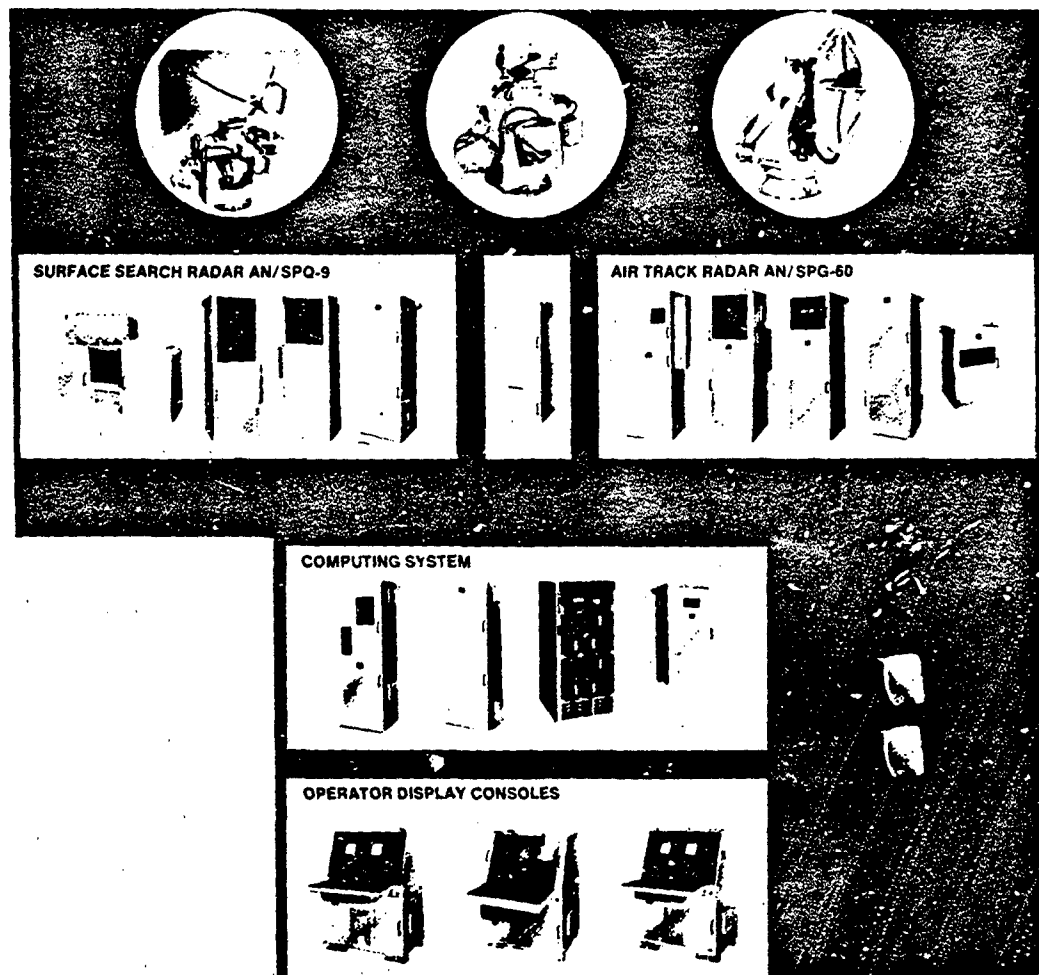 SURFACE SEARCH RADAR AN/SPQ-9
AIR TRACK RADAR AN/SPG-60
COMPUTING SYSTEM
OPERATOR DISPLAY CONSOLES